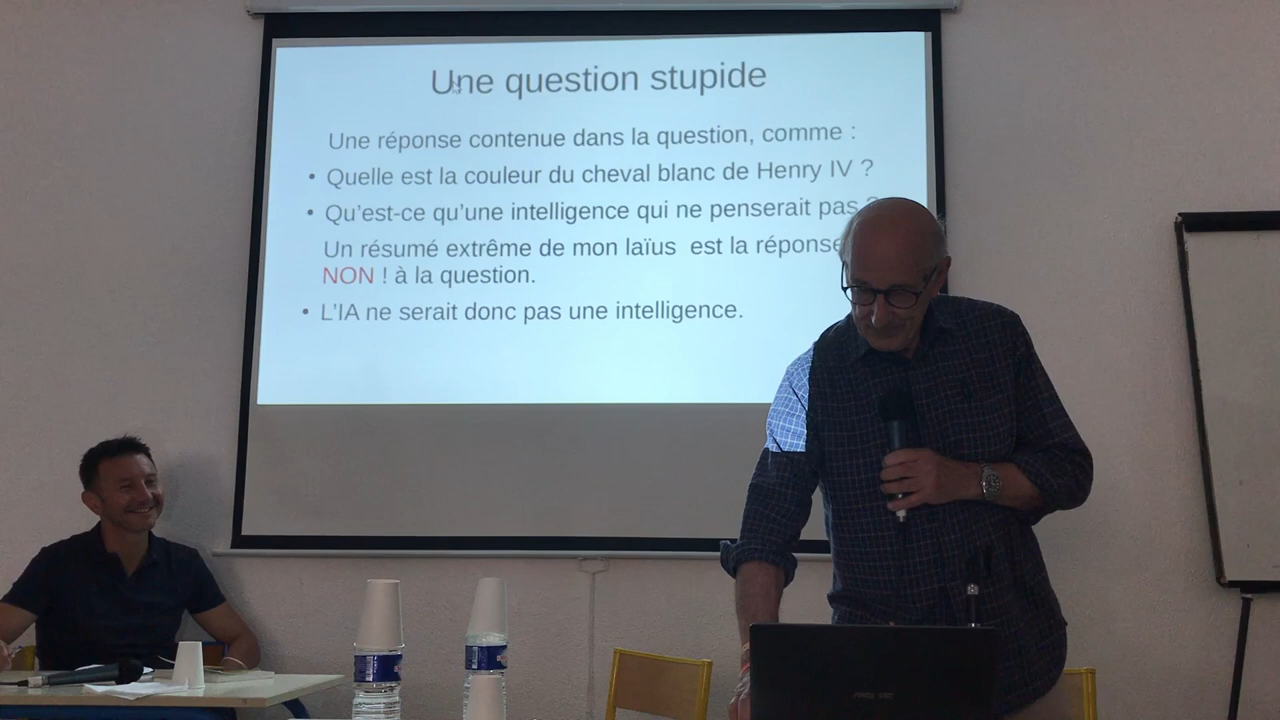 Une question stupide
Une réponse contenue dans la question, comme :
• Quelle est la couleur du cheval blanc de Henry IV ?
• Qu’est-ce qu’une intelligence qui ne penserait pas ?
Un résumé extrême de mon laïus  est la réponse
NON ! à la question.
• L’IA ne serait donc pas une intelligence.